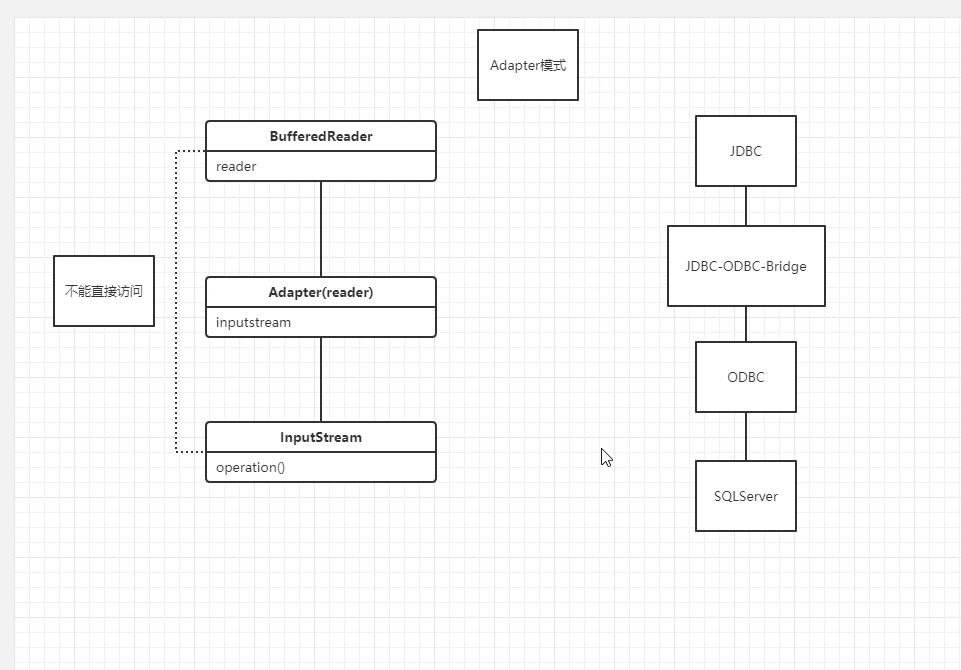 Adapter模式
BufferedReader
reader
不能直接访问
Adapter(reader)
inputstream
InputStream
operation()
JDBC
JDBC-ODBC-Bridge
ODBC
SQLServer